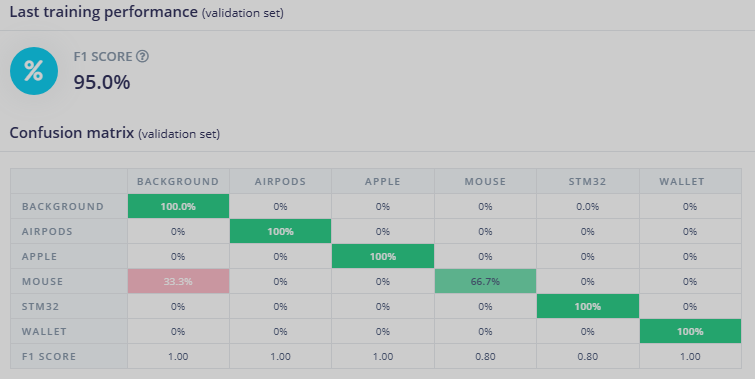 Last training performance (validation set)
%
F1 SCORE ?
95.0%
Confusion matrix (validation set)
BACKGROUND AIRPODS APPLE MOUSE STM32 WALLET
BACKGROUND 100.0% 0% 0% 0% 0.0% 0%
AIRPODS 0% 100% 0% 0% 0% 0%
APPLE 0% 0% 100% 0% 0% 0%
MOUSE 33.3% 0% 0% 66.7% 0% 0%
STM32 0% 0% 0% 0% 100% 0%
WALLET 0% 0% 0% 0% 0% 100%
F1 SCORE 1.00 1.00 1.00 0.80 0.80 1.00